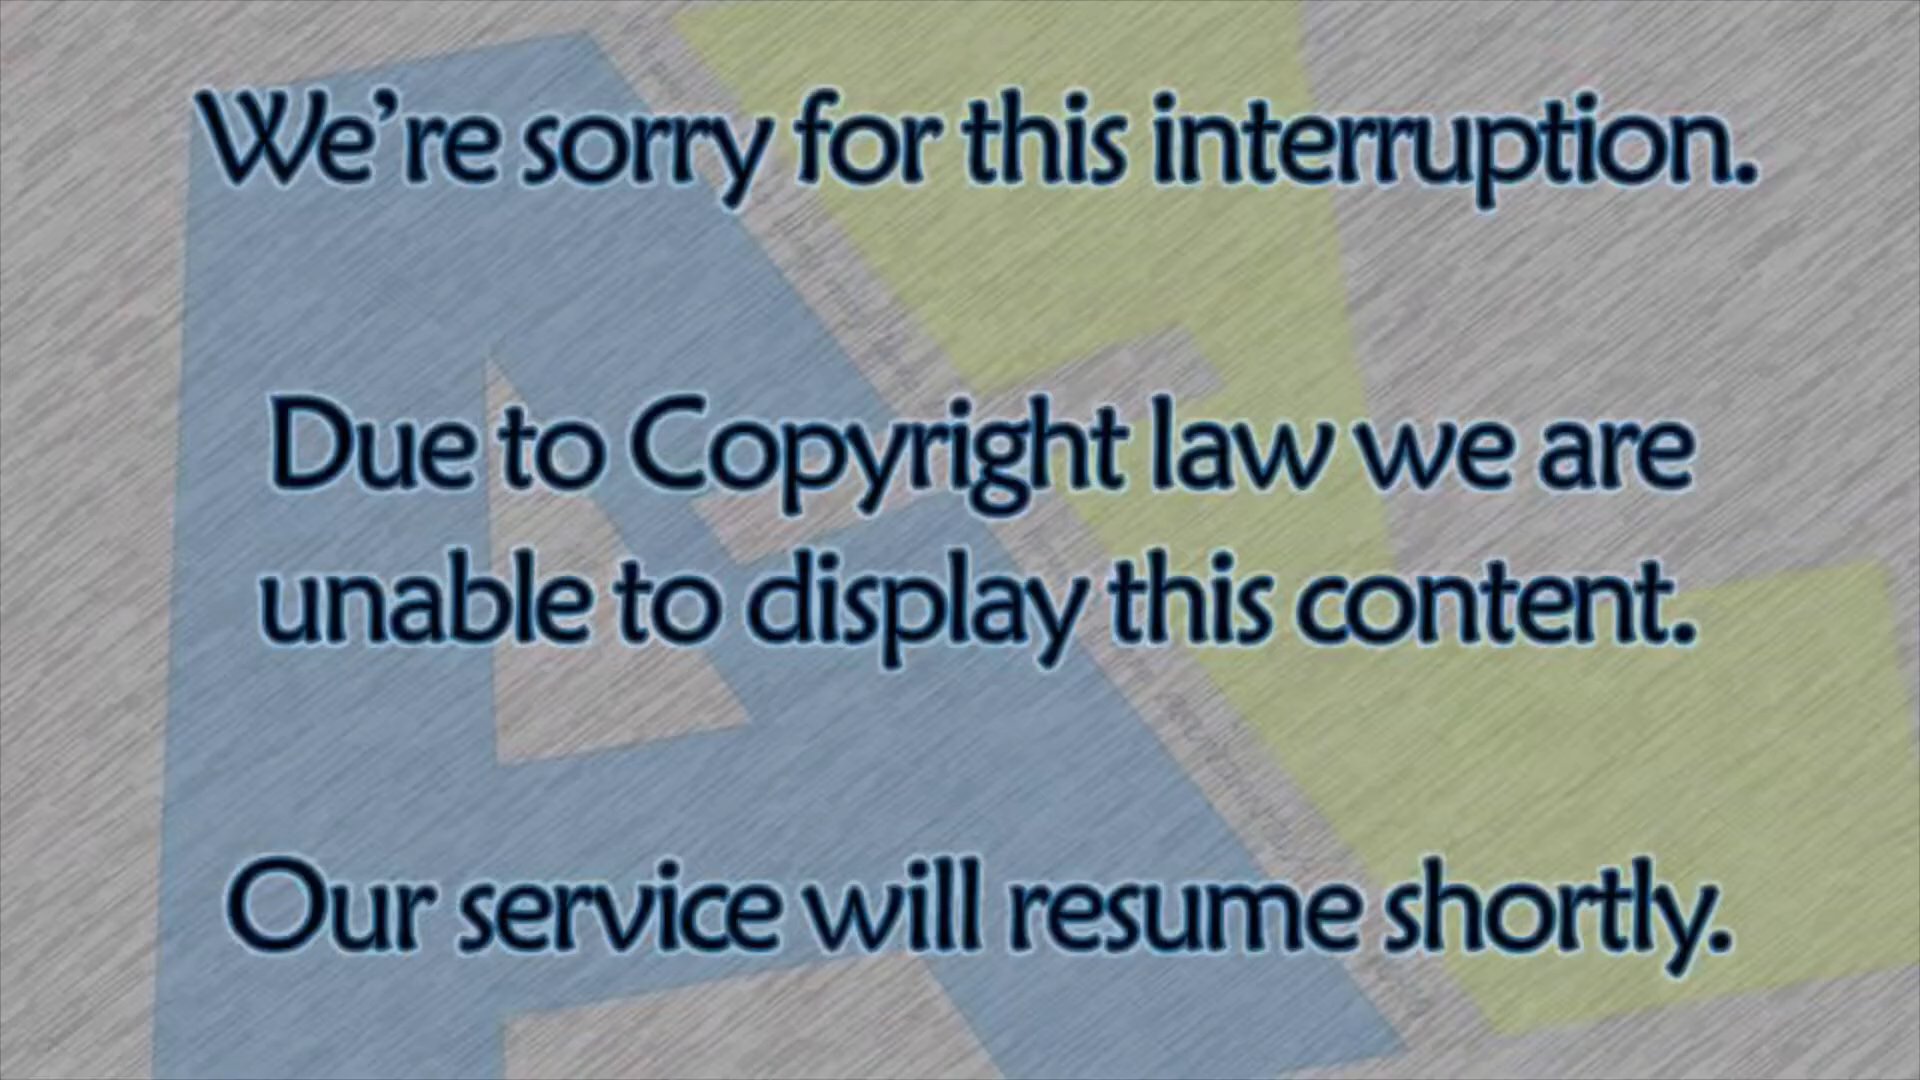 We’re sorry for this interruption.
Due to Copyright law we are
unable to display this content.
Our service will resume shortly.